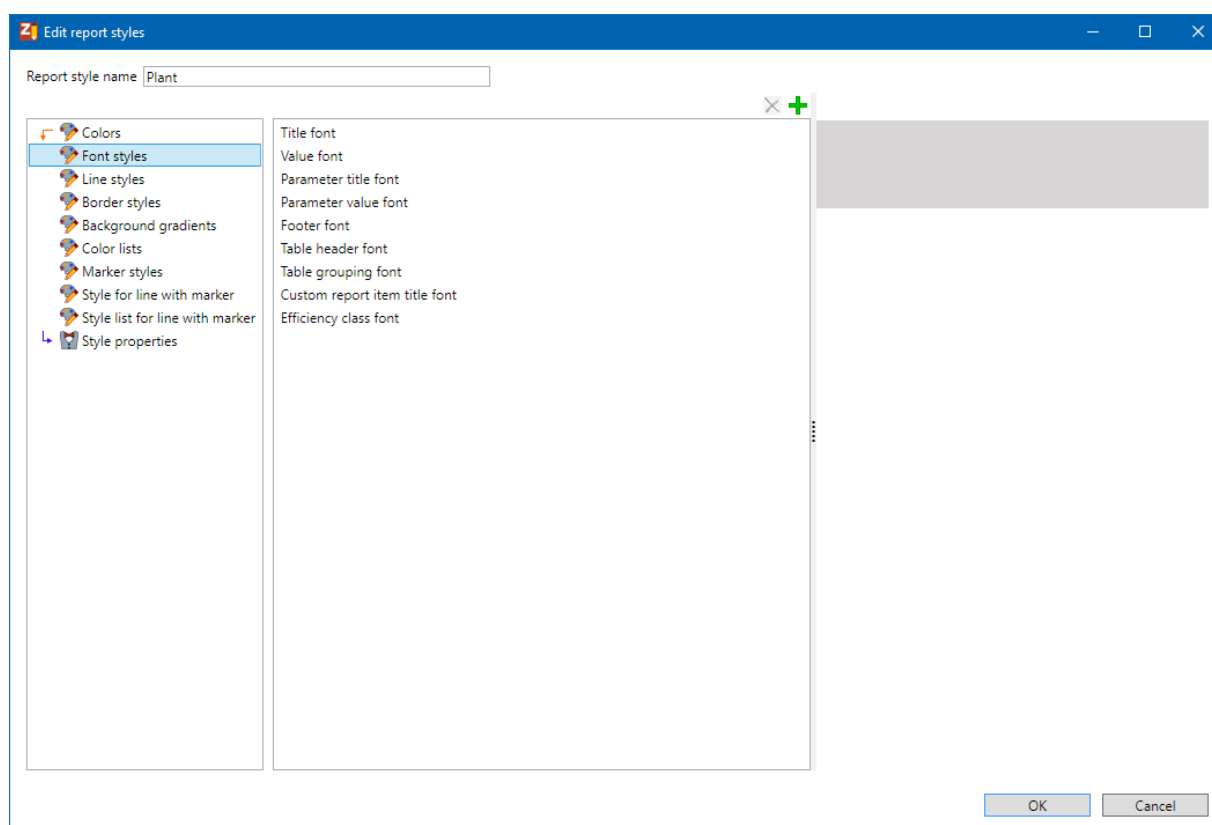 Edit report styles
Report style name Plant
Colors
Font styles
Line styles
Border styles
Background gradients
Color lists
Marker styles
Style for line with marker
Style list for line with marker
Style properties
Title font
Value font
Parameter title font
Parameter value font
Footer font
Table header font
Table grouping font
Custom report item title font
Efficiency class font
OK Cancel